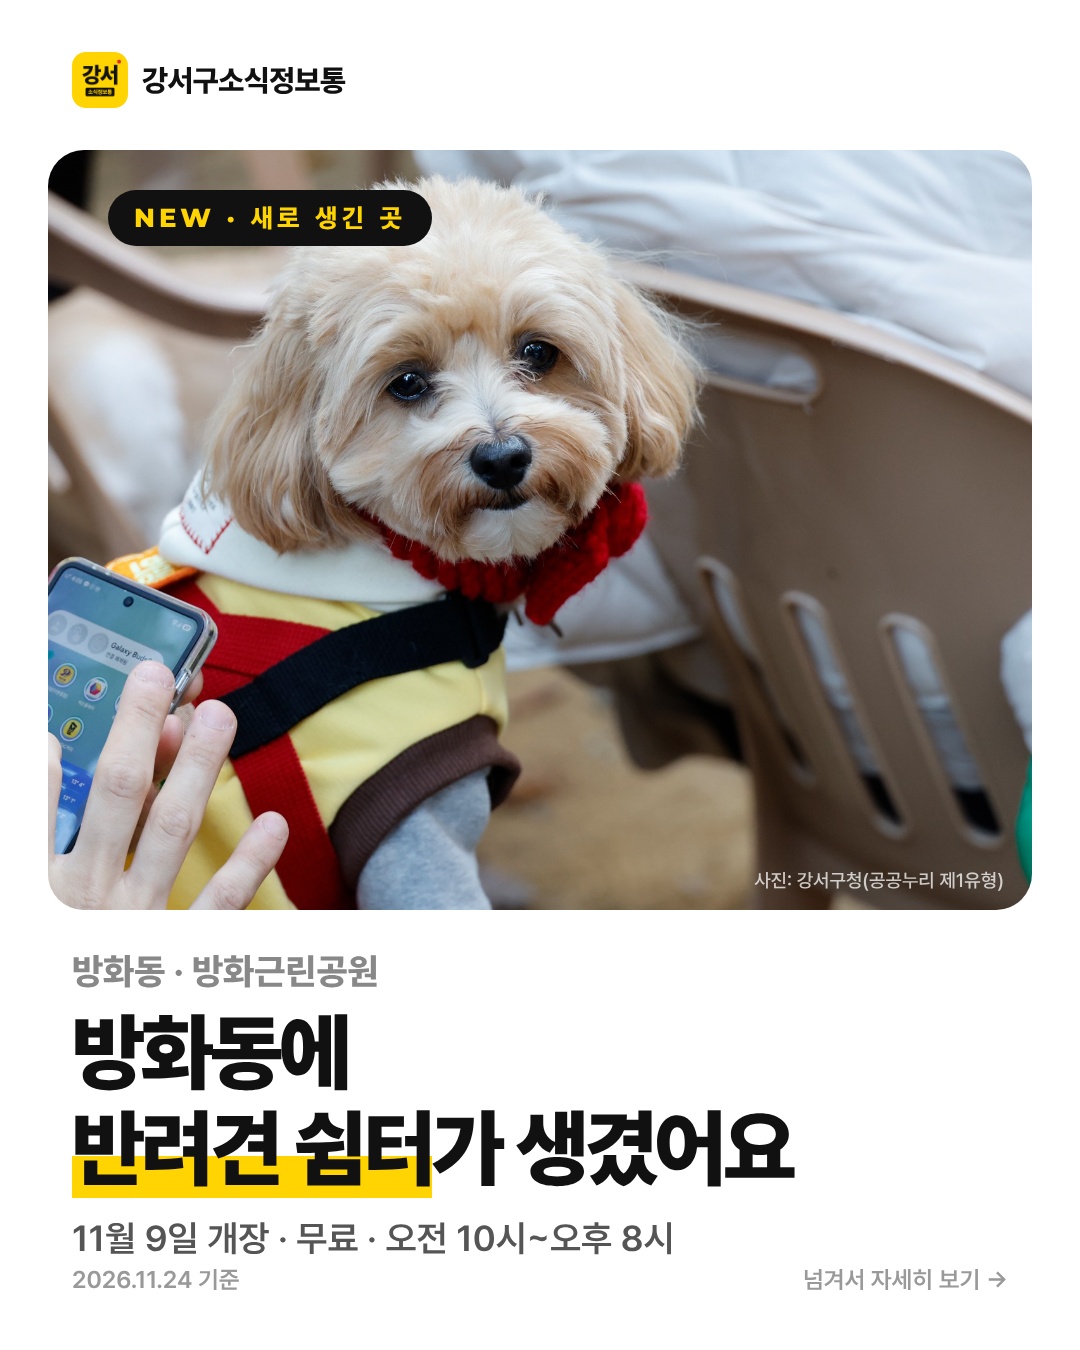 강서
소식정보통
강서구소식정보통
NEW · 새로 생긴 곳
Galaxy Buds
사진: 강서구청(공공누리 제1유형)
방화동 · 방화근린공원
방화동에
반려견 쉼터가 생겼어요
11월 9일 개장 · 무료 · 오전 10시~오후 8시
2026.11.24 기준
넘겨서 자세히 보기 →